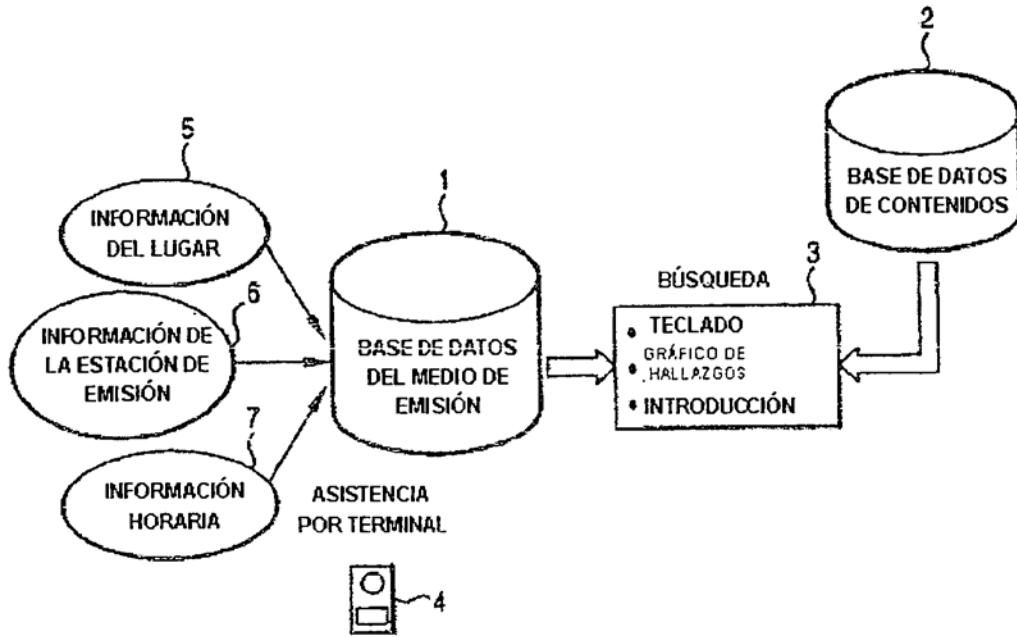 2
5
1
INFORMACIÓN
DEL LUGAR
BASE DE DATOS
DE CONTENIDOS
BÚSQUEDA
3
6
INFORMACIÓN DE
LA ESTACIÓN DE
EMISIÓN
BASE DE DATOS
DEL MEDIO DE
EMISIÓN
• TECLADO
GRÁFICO DE
• HALLAZGOS
• INTRODUCCIÓN
7
INFORMACIÓN
HORARIA
ASISTENCIA
POR TERMINAL
4